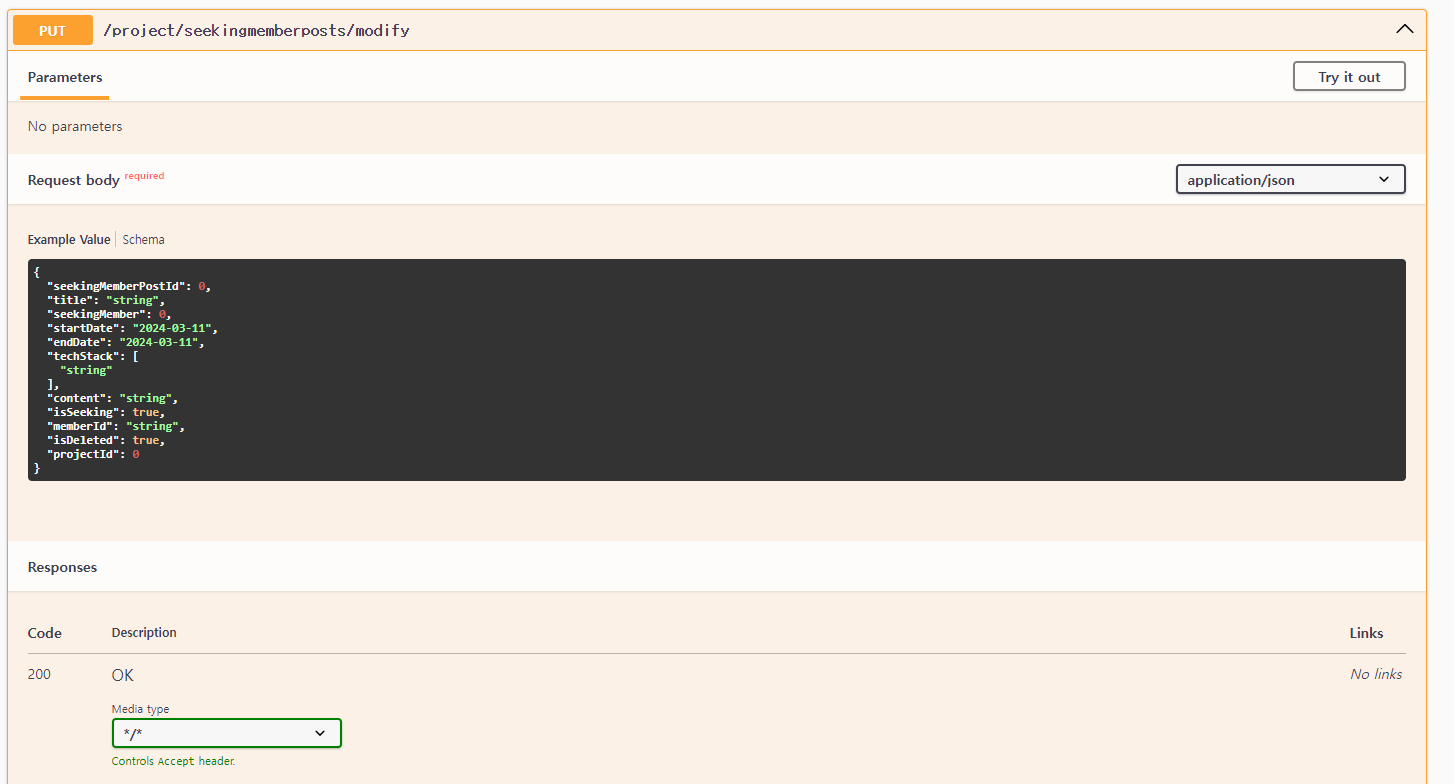 PUT /project/seekingmemberposts/modify
Parameters
Try it out
No parameters
Request body required
application/json
Example Value Schema
{
"seekingMemberPostId": 0,
"title": "string",
"seekingMember": 0,
"startDate": "2024-03-11",
"endDate": "2024-03-11",
"techStack": [
"string"
],
"content": "string",
"isSeeking": true,
"memberId": "string",
"isDeleted": true,
"projectId": 0
}
Responses
Code Description Links
200 OK No links
Media type
*/*
Controls Accept header.